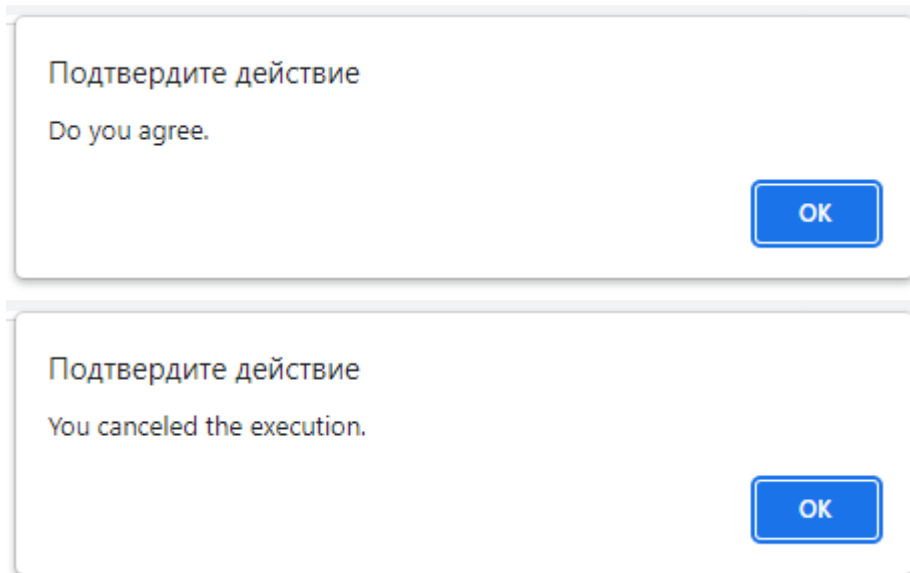 Подтвердите действие
Do you agree.
OK
Подтвердите действие
You canceled the execution.
OK